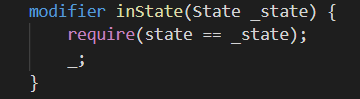 modifier inState(State _state) {
    require(state == _state);
    _;
}